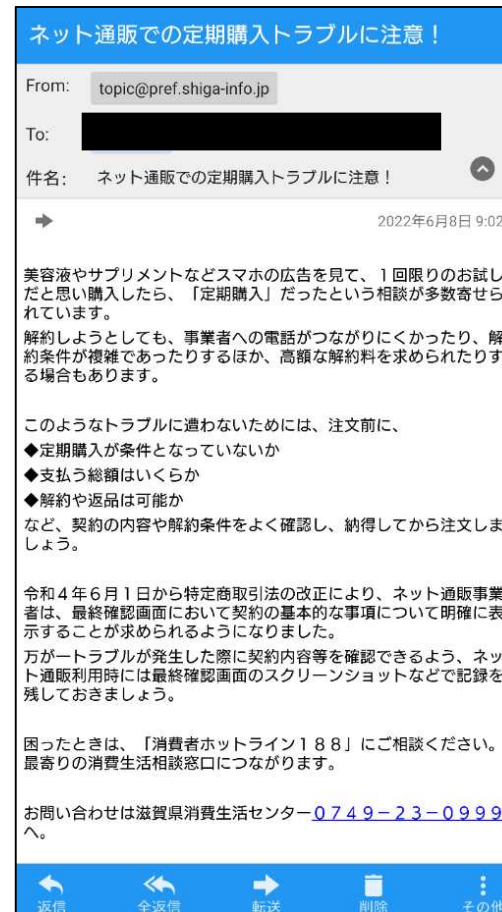 ネット通販での定期購入トラブルに注意！
From: topic@pref.shiga-info.jp
To:
件名: ネット通販での定期購入トラブルに注意！
2022年6月8日 9:02
美容液やサプリメントなどスマホの広告を見て、１回限りのお試し
だと思い購入したら、「定期購入」だったという相談が多数寄せら
れています。
解約しようとしても、事業者への電話がつながりにくかったり、解
約条件が複雑であったりするほか、高額な解約料を求められたりす
る場合もあります。
このようなトラブルに遭わないためには、注文前に、
◆定期購入が条件となっていないか
◆支払う総額はいくらか
◆解約や返品は可能か
など、契約の内容や解約条件をよく確認し、納得してから注文しま
しょう。
令和４年６月１日から特定商取引法の改正により、ネット通販事業
者は、最終確認画面において契約の基本的な事項について明確に表
示することが求められるようになりました。
万が一トラブルが発生した際に契約内容等を確認できるよう、ネッ
ト通販利用時には最終確認画面のスクリーンショットなどで記録を
残しておきましょう。
困ったときは、「消費者ホットライン１８８」にご相談ください。
最寄りの消費生活相談窓口につながります。
お問い合わせは滋賀県消費生活センター０７４９－２３－０９９９
へ。
返信 全返信 転送 削除 その他